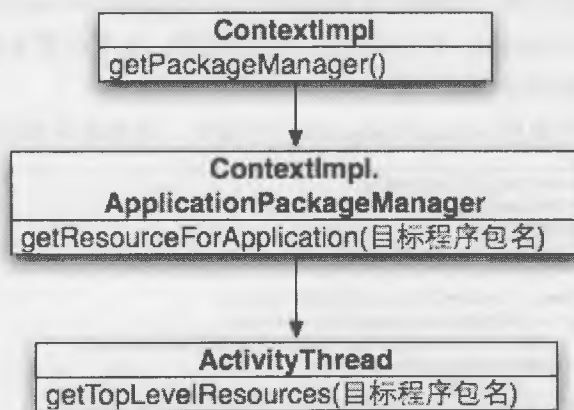 ContextImpl
getPackageManager()
ContextImpl.
ApplicationPackageManager
getResourceForApplication(目标程序包名)
ActivityThread
getTopLevelResources(目标程序包名)